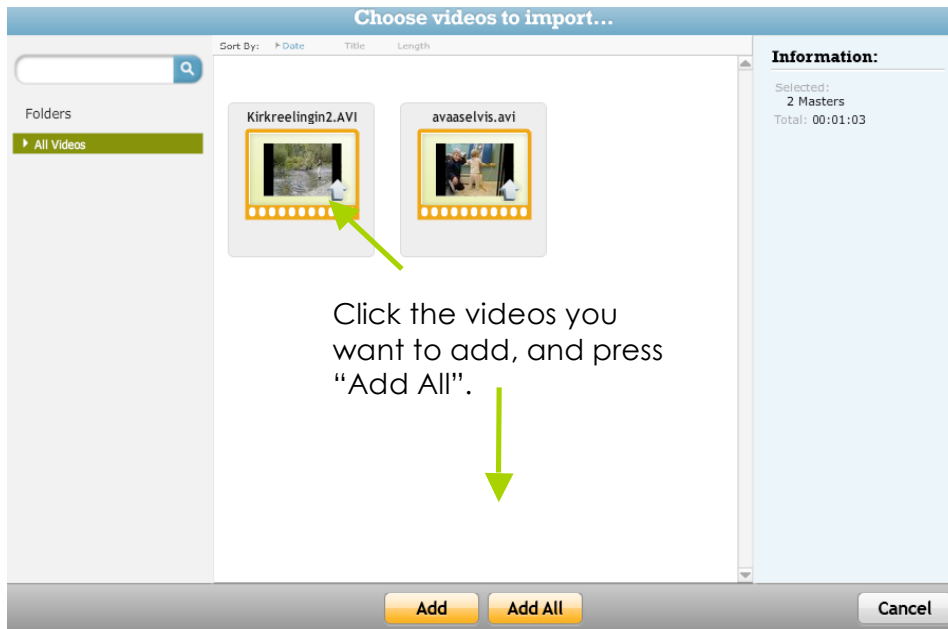 Choose videos to import...
Sort By: Date Title Length
Folders
All Videos
Kirkreelingin2.AVI
avaaselvis.avi
Click the videos you
want to add, and press
“Add All”.
Information:
Selected:
2 Masters
Total: 00:01:03
Add
Add All
Cancel